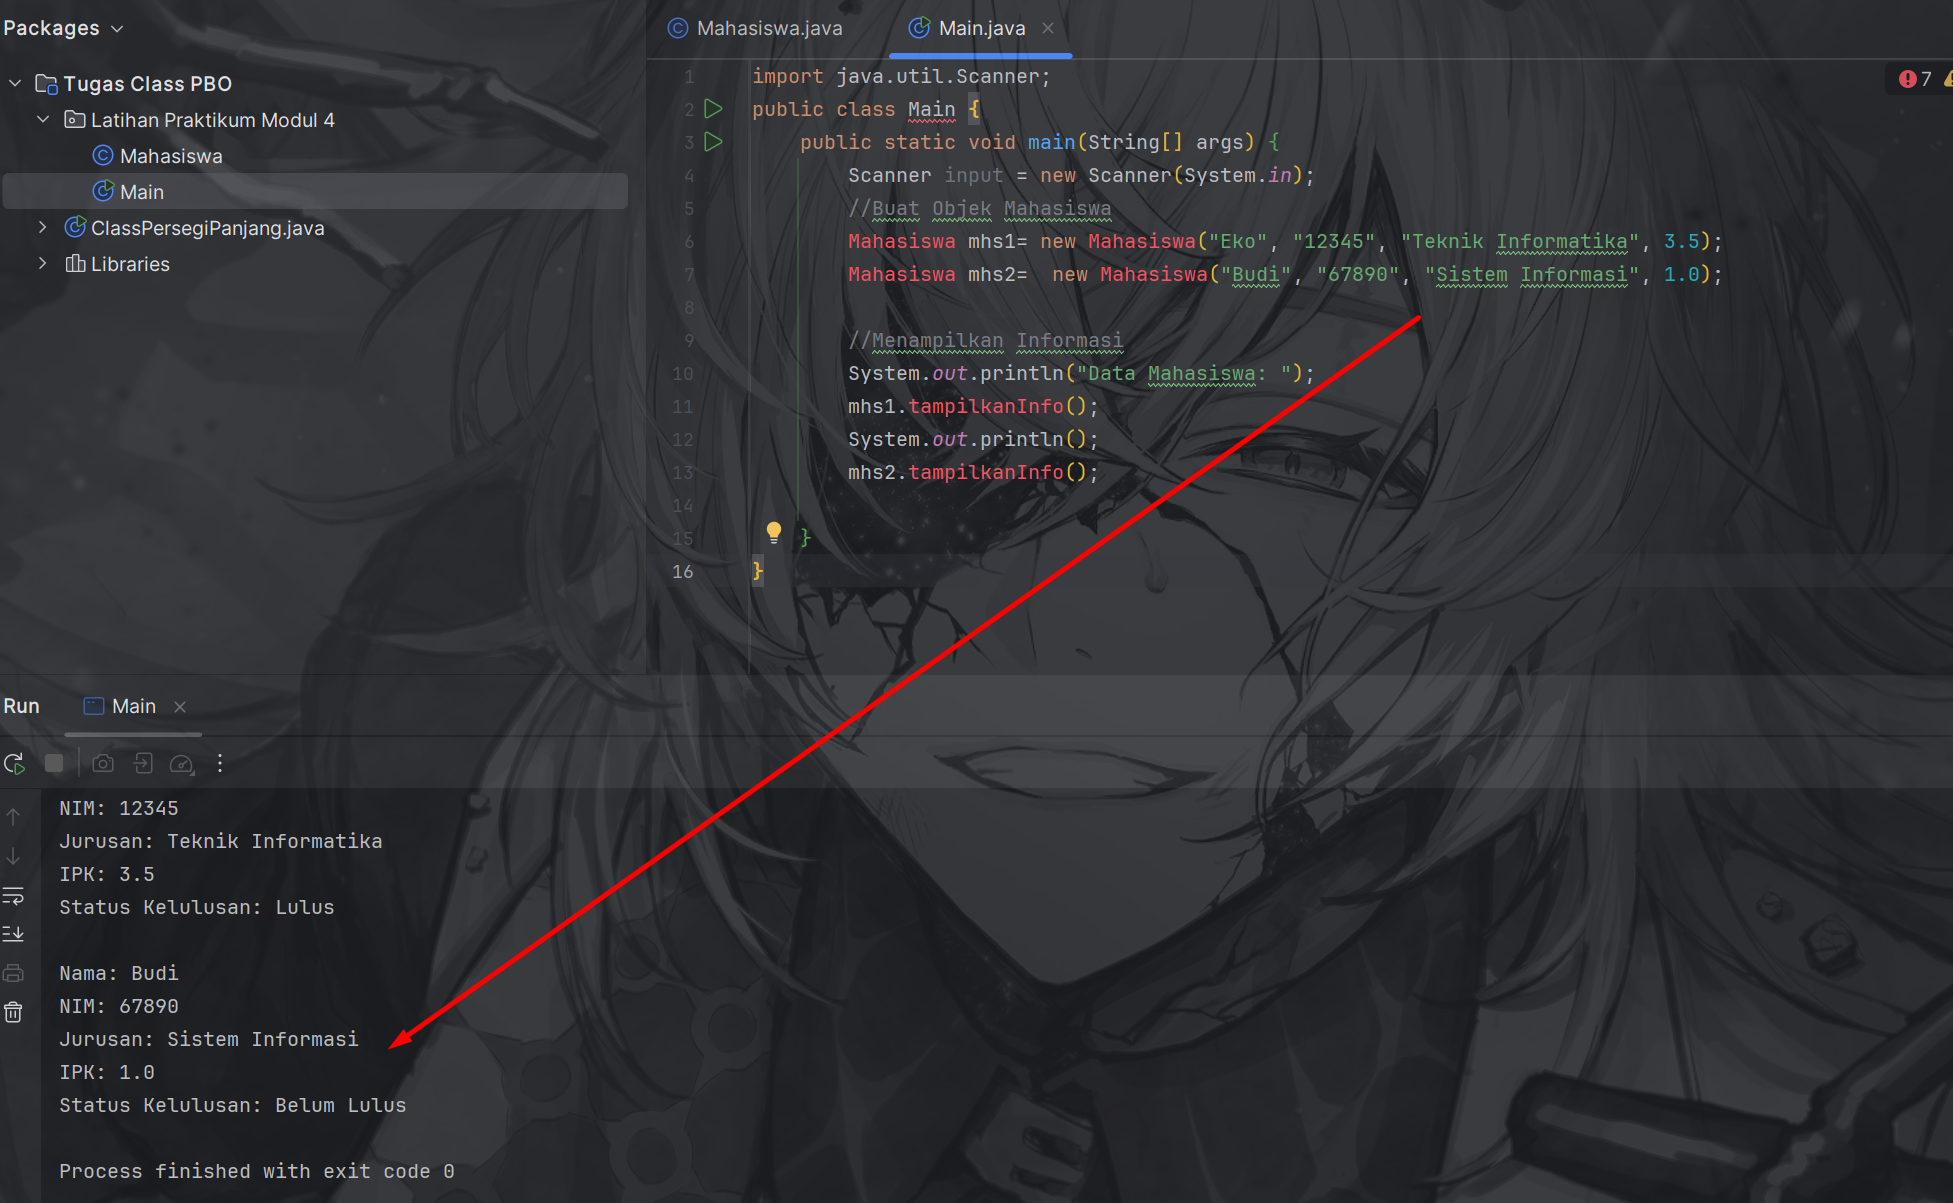 Packages
Tugas Class PBO
Latihan Praktikum Modul 4
Mahasiswa
Main
ClassPersegiPanjang.java
Libraries
Mahasiswa.java
Main.java
7
1 import java.util.Scanner;
2 public class Main {
3 public static void main(String[] args) {
4 Scanner input = new Scanner(System.in);
5 //Buat Objek Mahasiswa
6 Mahasiswa mhs1= new Mahasiswa("Eko", "12345", "Teknik Informatika", 3.5);
7 Mahasiswa mhs2=  new Mahasiswa("Budi", "67890", "Sistem Informasi", 1.0);
8
9 //Menampilkan Informasi
10 System.out.println("Data Mahasiswa: ");
11 mhs1.tampilkanInfo();
12 System.out.println();
13 mhs2.tampilkanInfo();
14
15 }
16 }
Run
Main
NIM: 12345
Jurusan: Teknik Informatika
IPK: 3.5
Status Kelulusan: Lulus
Nama: Budi
NIM: 67890
Jurusan: Sistem Informasi
IPK: 1.0
Status Kelulusan: Belum Lulus
Process finished with exit code 0